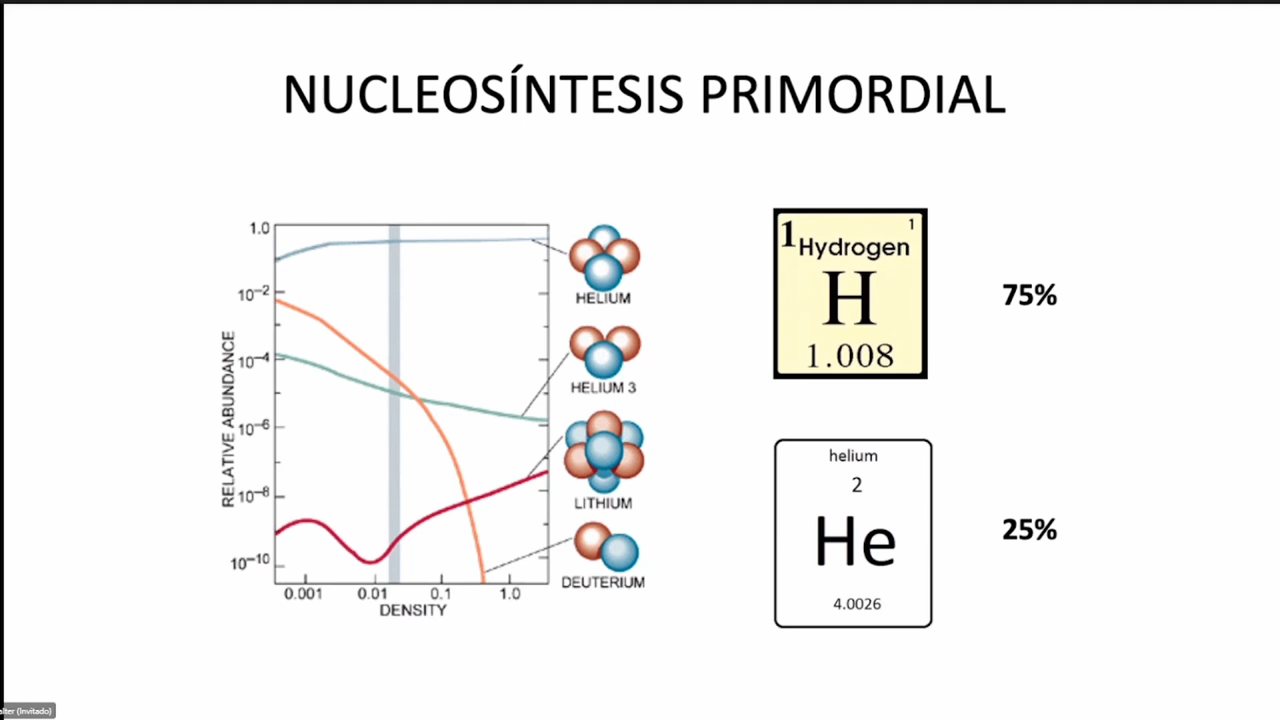 NUCLEOSÍNTESIS PRIMORDIAL
RELATIVE ABUNDANCE
1.0
10−2
10−4
10−6
10−8
10−10
0.001
0.01
0.1
1.0
DENSITY
HELIUM
HELIUM 3
LITHIUM
DEUTERIUM
1
1
Hydrogen
H
1.008
75%
helium
2
He
4.0026
25%
(Invitado)